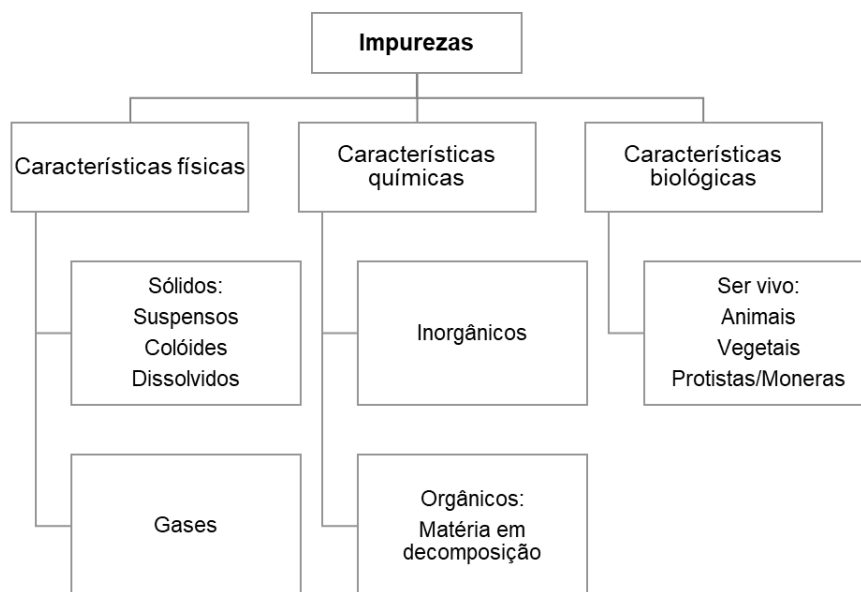 Impurezas
Características físicas
Características
químicas
Características
biológicas
Sólidos:
Suspensos
Colóides
Dissolvidos
Inorgânicos
Ser vivo:
Animais
Vegetais
Protistas/Moneras
Gases
Orgânicos:
Matéria em
decomposição